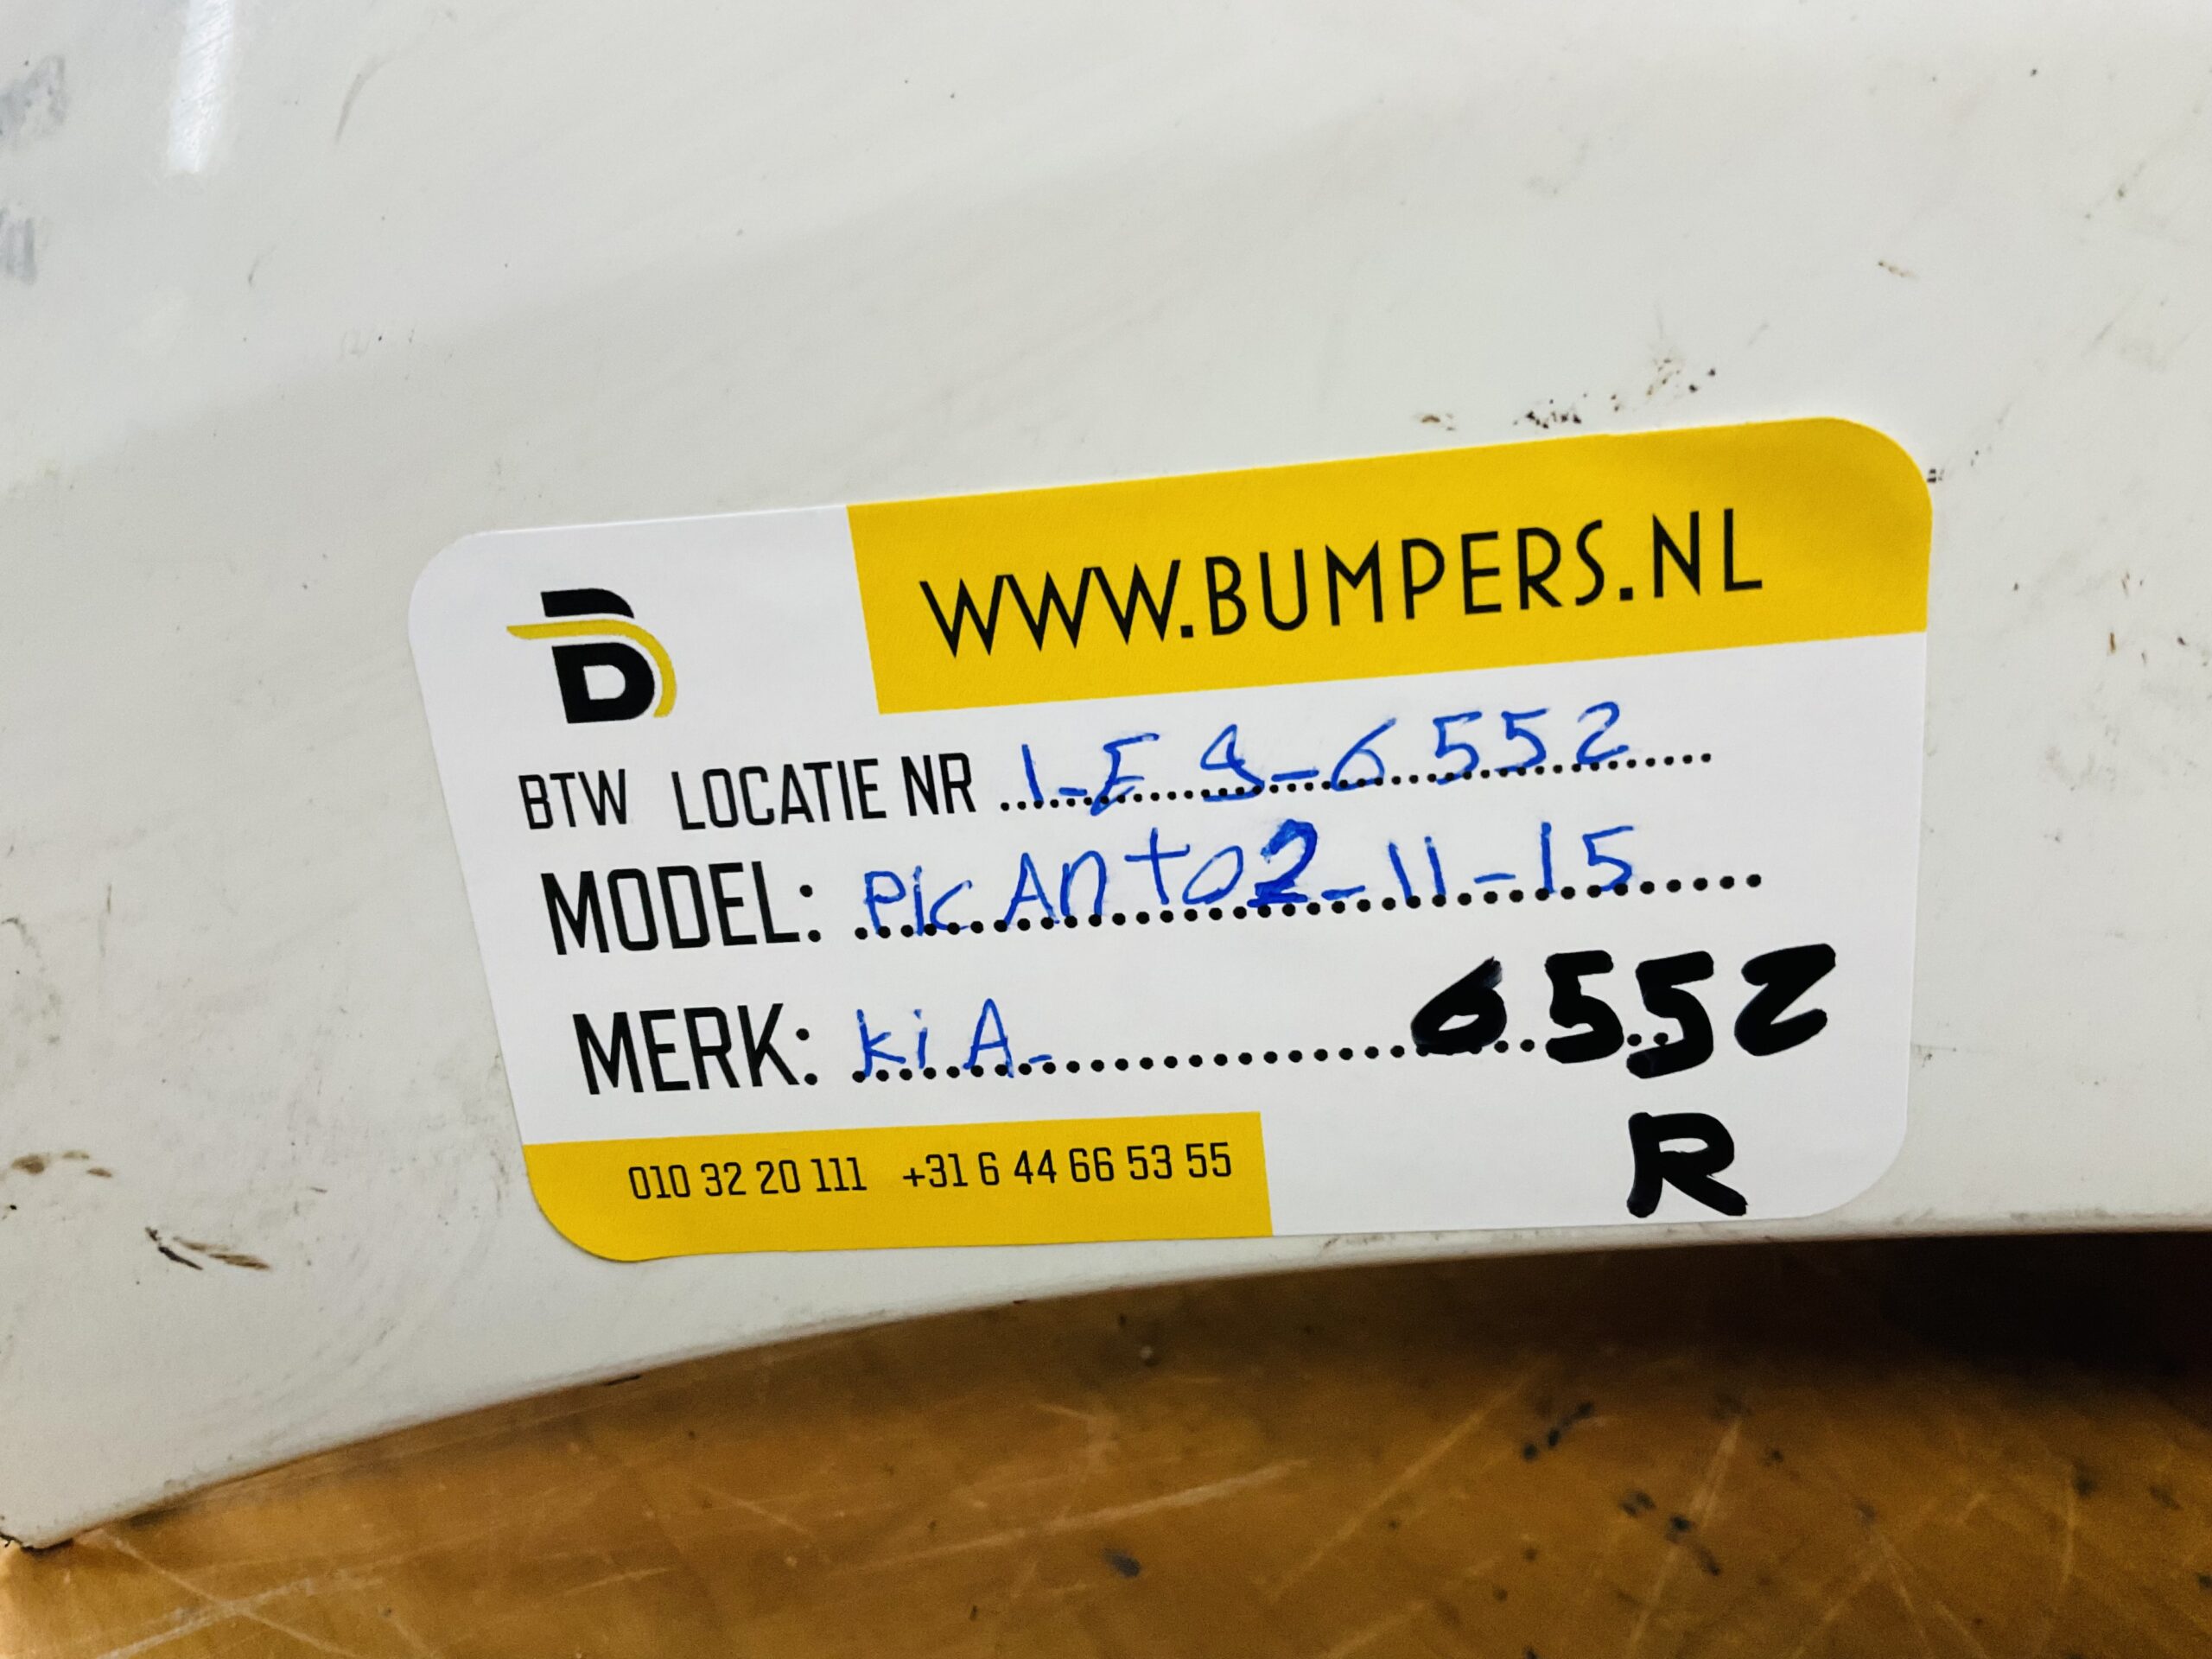 WWW.BUMPERS.NL
B
BTW LOCATIE NR 1-E9-6552
MODEL: PicAnto2-11-15
MERK: kiA-
6552
R
010 32 20 111 +31 6 44 66 53 55